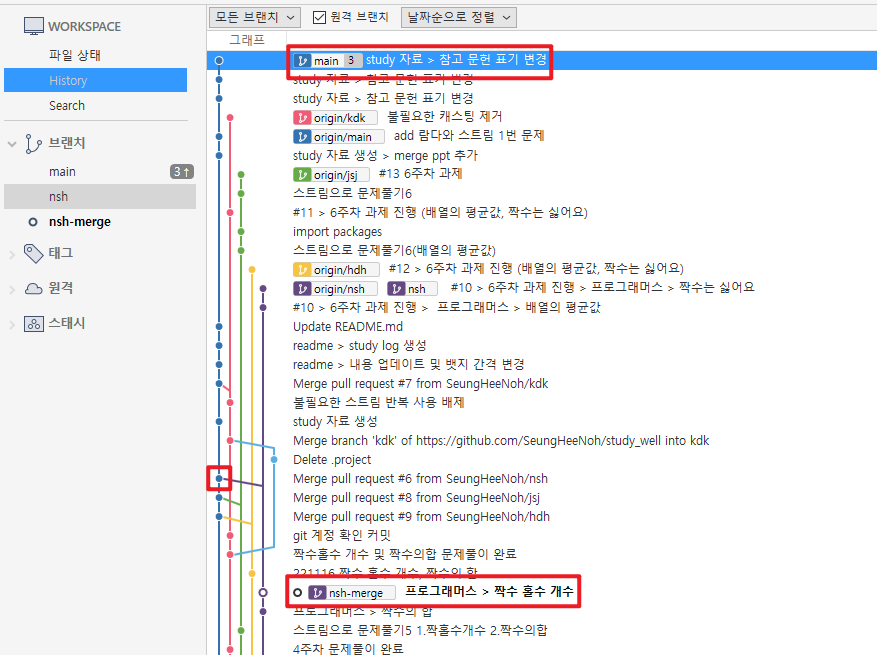 WORKSPACE
파일 상태
History
Search
브랜치
main 3↑
nsh
nsh-merge
태그
원격
스태시
모든 브랜치 원격 브랜치 날짜순으로 정렬
그래프
main 3 study 자료 > 참고 문헌 표기 변경
study 자료 > 참고 문헌 표기 변경
study 자료 > 참고 문헌 표기 변경
origin/kdk 불필요한 캐스팅 제거
origin/main add 람다와 스트림 1번 문제
study 자료 생성 > merge ppt 추가
origin/jsj #13 6주차 과제
스트림으로 문제풀기6
#11 > 6주차 과제 진행 (배열의 평균값, 짝수는 싫어요)
import packages
스트림으로 문제풀기6(배열의 평균값)
origin/hdh #12 > 6주차 과제 진행 (배열의 평균값, 짝수는 싫어요)
origin/nsh nsh #10 > 6주차 과제 진행 > 프로그래머스 > 짝수는 싫어요
#10 > 6주차 과제 진행 > 프로그래머스 > 배열의 평균값
Update README.md
readme > study log 생성
readme > 내용 업데이트 및 뱃지 간격 변경
Merge pull request #7 from SeungHeeNoh/kdk
불필요한 스트림 반복 사용 배제
study 자료 생성
Merge branch 'kdk' of https://github.com/SeungHeeNoh/study_well into kdk
Delete .project
Merge pull request #6 from SeungHeeNoh/nsh
Merge pull request #8 from SeungHeeNoh/jsj
Merge pull request #9 from SeungHeeNoh/hdh
git 계정 확인 커밋
짝수홀수 개수 및 짝수의합 문제풀이 완료
221116 짝수 홀수 개수, 짝수의 합
nsh-merge 프로그래머스 > 짝수 홀수 개수
프로그래머스 > 짝수의 합
스트림으로 문제풀기5 1.짝홀수개수 2.짝수의합
4주차 문제풀이 완료